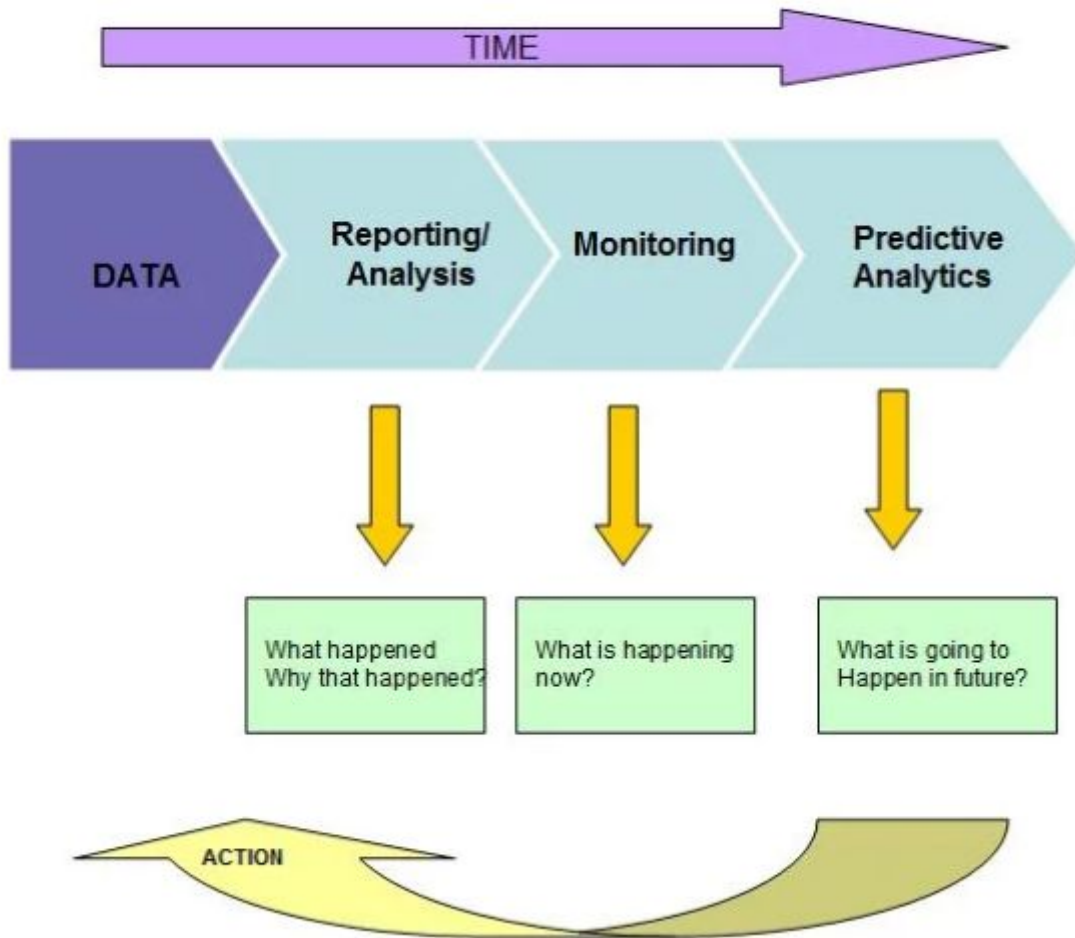 TIME
DATA
Reporting/
Analysis
Monitoring
Predictive
Analytics
What happened
Why that happened?
What is happening
now?
What is going to
Happen in future?
ACTION